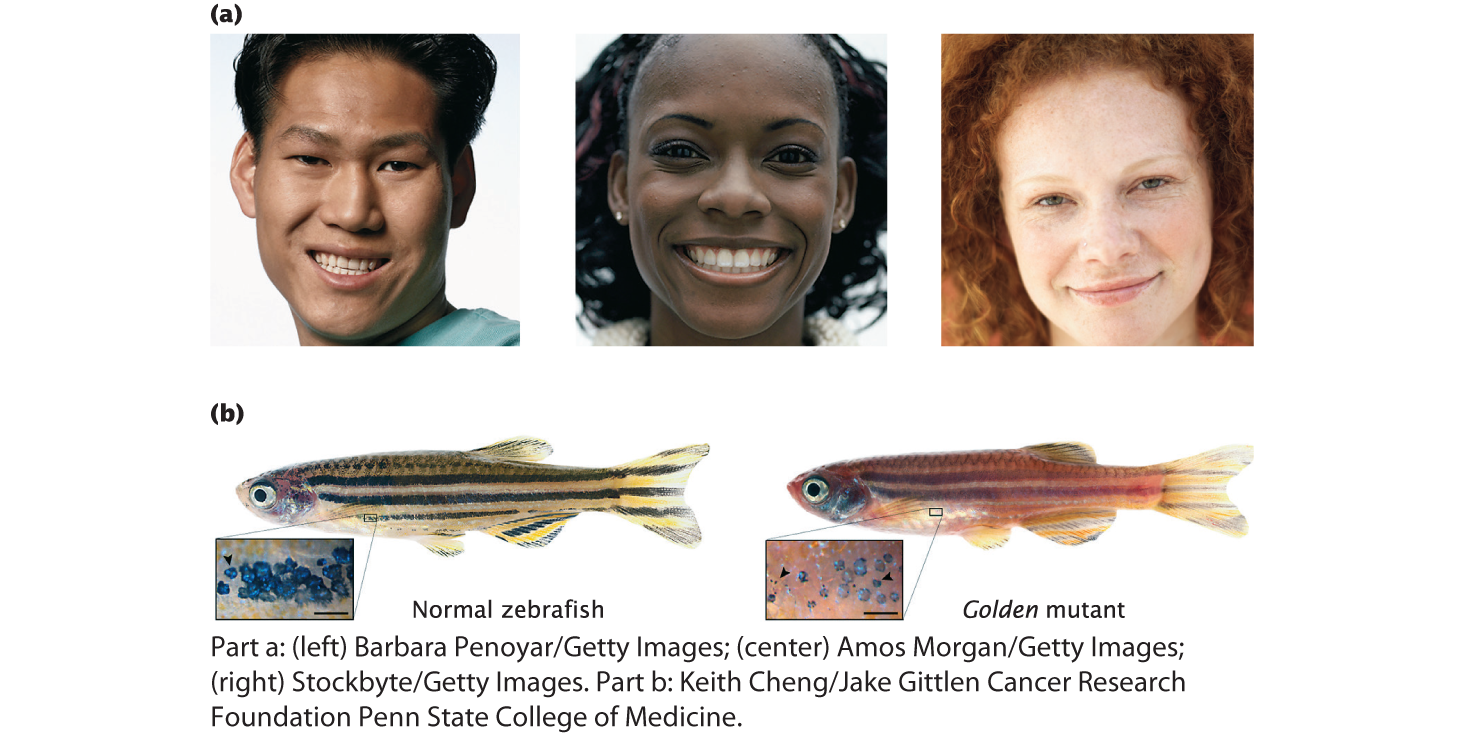 (a)
(b)
Normal zebrafish
Golden mutant
Part a: (left) Barbara Penoyar/Getty Images; (center) Amos Morgan/Getty Images;
(right) Stockbyte/Getty Images. Part b: Keith Cheng/Jake Gittlen Cancer Research
Foundation Penn State College of Medicine.